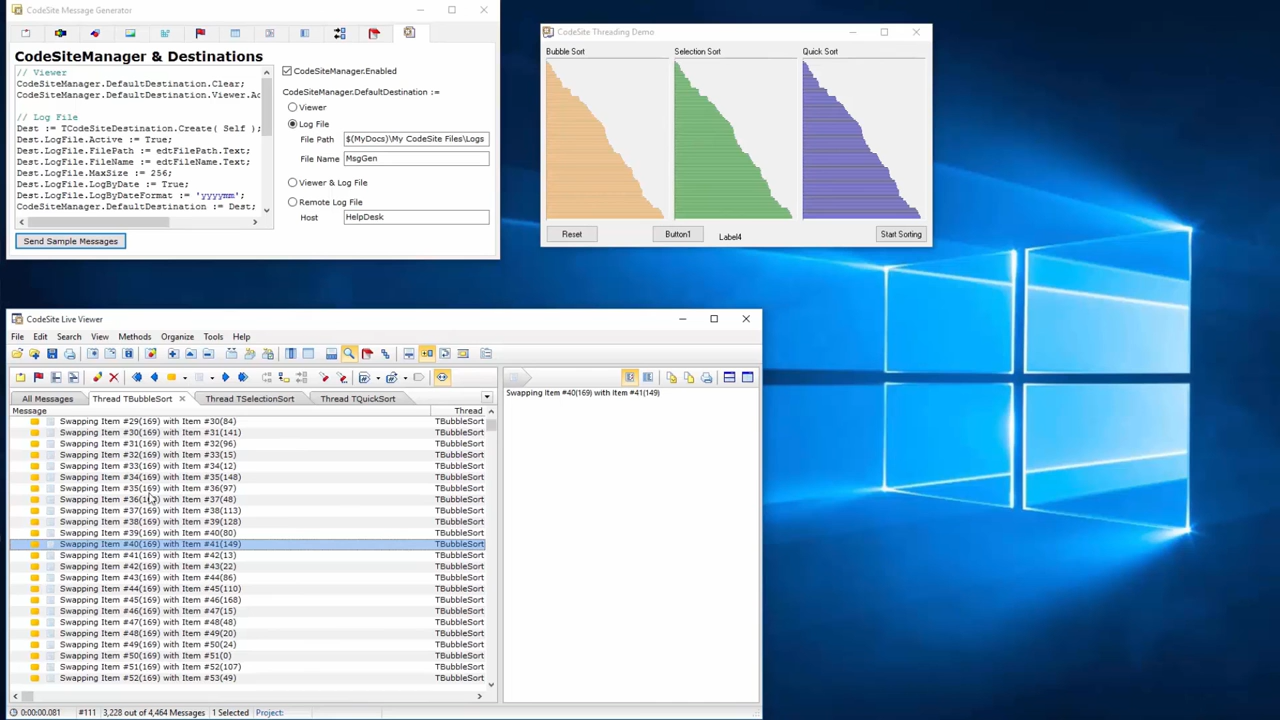 CodeSite Message Generator
CodeSiteManager & Destinations
// Viewer
CodeSiteManager.DefaultDestination.Clear;
CodeSiteManager.DefaultDestination.Viewer.Ac
// Log File
Dest := TCodeSiteDestination.Create( Self );
Dest.LogFile.Active := True;
Dest.LogFile.FilePath := edtFilePath.Text;
Dest.LogFile.FileName := edtFileName.Text;
Dest.LogFile.MaxSize := 256;
Dest.LogFile.LogByDate := True;
Dest.LogFile.LogByDateFormat := 'yyyymm';
CodeSiteManager.DefaultDestination := Dest;
Send Sample Messages
CodeSiteManager.Enabled
CodeSiteManager.DefaultDestination :=
Viewer
Log File
File Path $(MyDocs)\My CodeSite Files\Logs
File Name MsgGen
Viewer & Log File
Remote Log File
Host HelpDesk
CodeSite Threading Demo
Bubble Sort Selection Sort Quick Sort
Reset Button1 Label4 Start Sorting
CodeSite Live Viewer
File Edit Search View Methods Organize Tools Help
All Messages Thread TBubbleSort Thread TSelectionSort Thread TQuickSort
Message Thread
Swapping Item #29(169) with Item #30(84) TBubbleSort
Swapping Item #30(169) with Item #31(141) TBubbleSort
Swapping Item #31(169) with Item #32(96) TBubbleSort
Swapping Item #32(169) with Item #33(15) TBubbleSort
Swapping Item #33(169) with Item #34(12) TBubbleSort
Swapping Item #34(169) with Item #35(148) TBubbleSort
Swapping Item #35(169) with Item #36(97) TBubbleSort
Swapping Item #36(169) with Item #37(48) TBubbleSort
Swapping Item #37(169) with Item #38(113) TBubbleSort
Swapping Item #38(169) with Item #39(128) TBubbleSort
Swapping Item #39(169) with Item #40(80) TBubbleSort
Swapping Item #40(169) with Item #41(149) TBubbleSort
Swapping Item #41(169) with Item #42(13) TBubbleSort
Swapping Item #42(169) with Item #43(22) TBubbleSort
Swapping Item #43(169) with Item #44(86) TBubbleSort
Swapping Item #44(169) with Item #45(110) TBubbleSort
Swapping Item #45(169) with Item #46(168) TBubbleSort
Swapping Item #46(169) with Item #47(15) TBubbleSort
Swapping Item #47(169) with Item #48(48) TBubbleSort
Swapping Item #48(169) with Item #49(20) TBubbleSort
Swapping Item #49(169) with Item #50(24) TBubbleSort
Swapping Item #50(169) with Item #51(0) TBubbleSort
Swapping Item #51(169) with Item #52(107) TBubbleSort
Swapping Item #52(169) with Item #53(49) TBubbleSort
Swapping Item #40(169) with Item #41(149)
0:00:00.081 #111 3,228 out of 4,464 Messages 1 Selected Project: